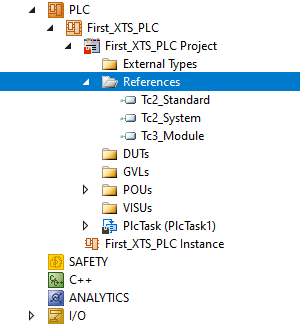 PLC
First_XTS_PLC
First_XTS_PLC Project
External Types
References
Tc2_Standard
Tc2_System
Tc3_Module
DUTs
GVLs
POUs
VISUs
PlcTask (PlcTask1)
First_XTS_PLC Instance
SAFETY
C++
ANALYTICS
I/O